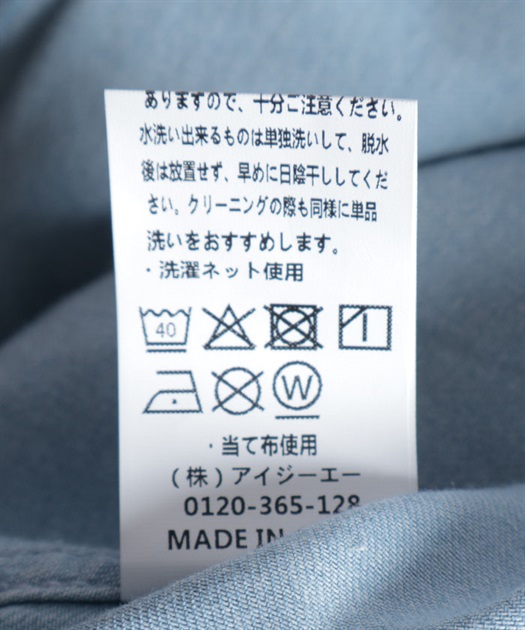 ありますので、十分ご注意ください。
水洗い出来るものは単独洗いして、脱水
後は放置せず、早めに日陰干ししてくだ
さい。クリーニングの際も同様に単品
洗いをおすすめします。
・洗濯ネット使用
40
W
・当て布使用
(株)アイジーエー
0120-365-128
MADE IN